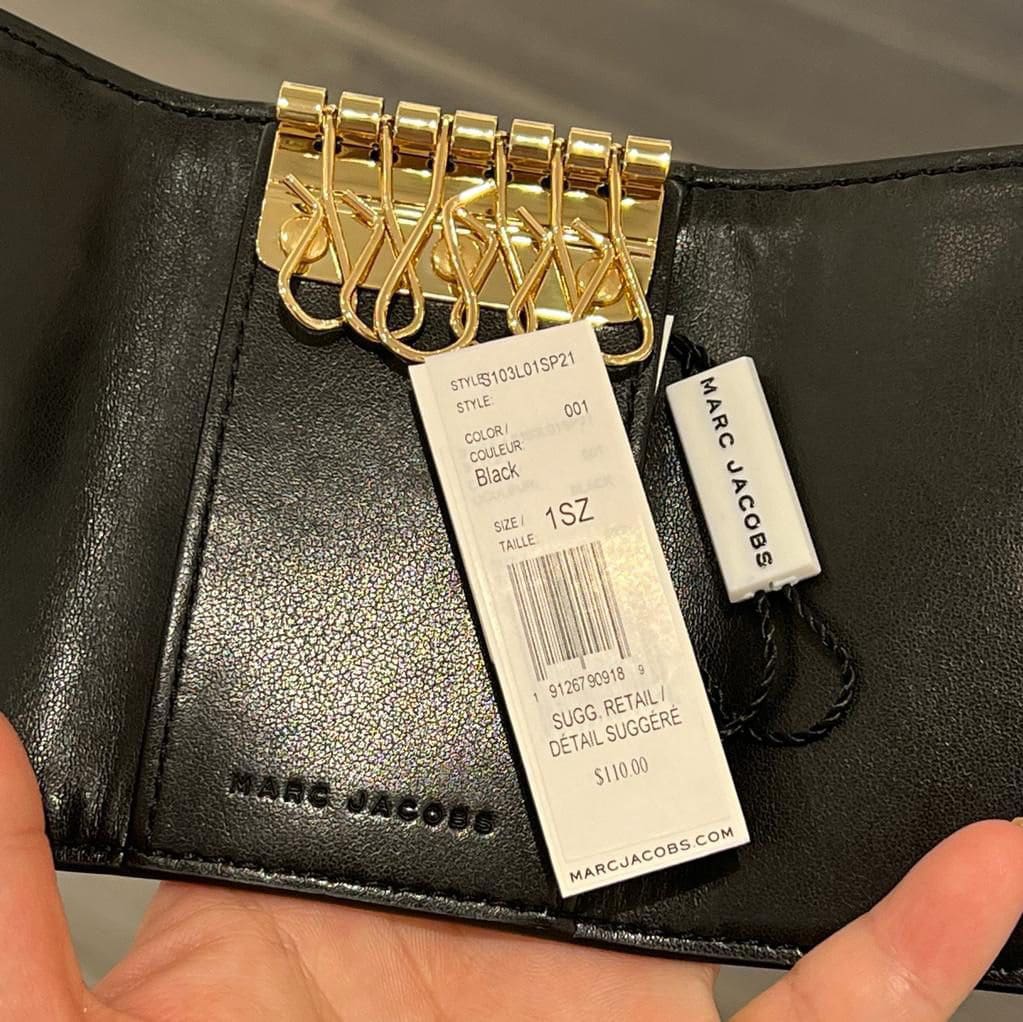 STYLE: S103L01SP21
STYLE:
COLOR / 001
COULEUR:
Black
SIZE / 1SZ
TAILLE:
1 91267 90918 9
SUGG. RETAIL /
DÉTAIL SUGGÉRÉ
$110.00
MARCJACOBS.COM
MARC JACOBS
MARC JACOBS